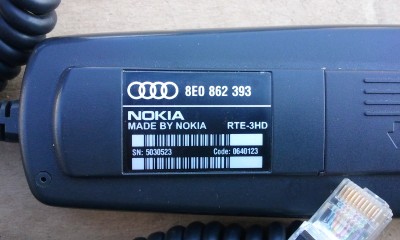 8E0 862 393
NOKIA
MADE BY NOKIA RTE-3HD
SN: 5030523 Code: 0640123